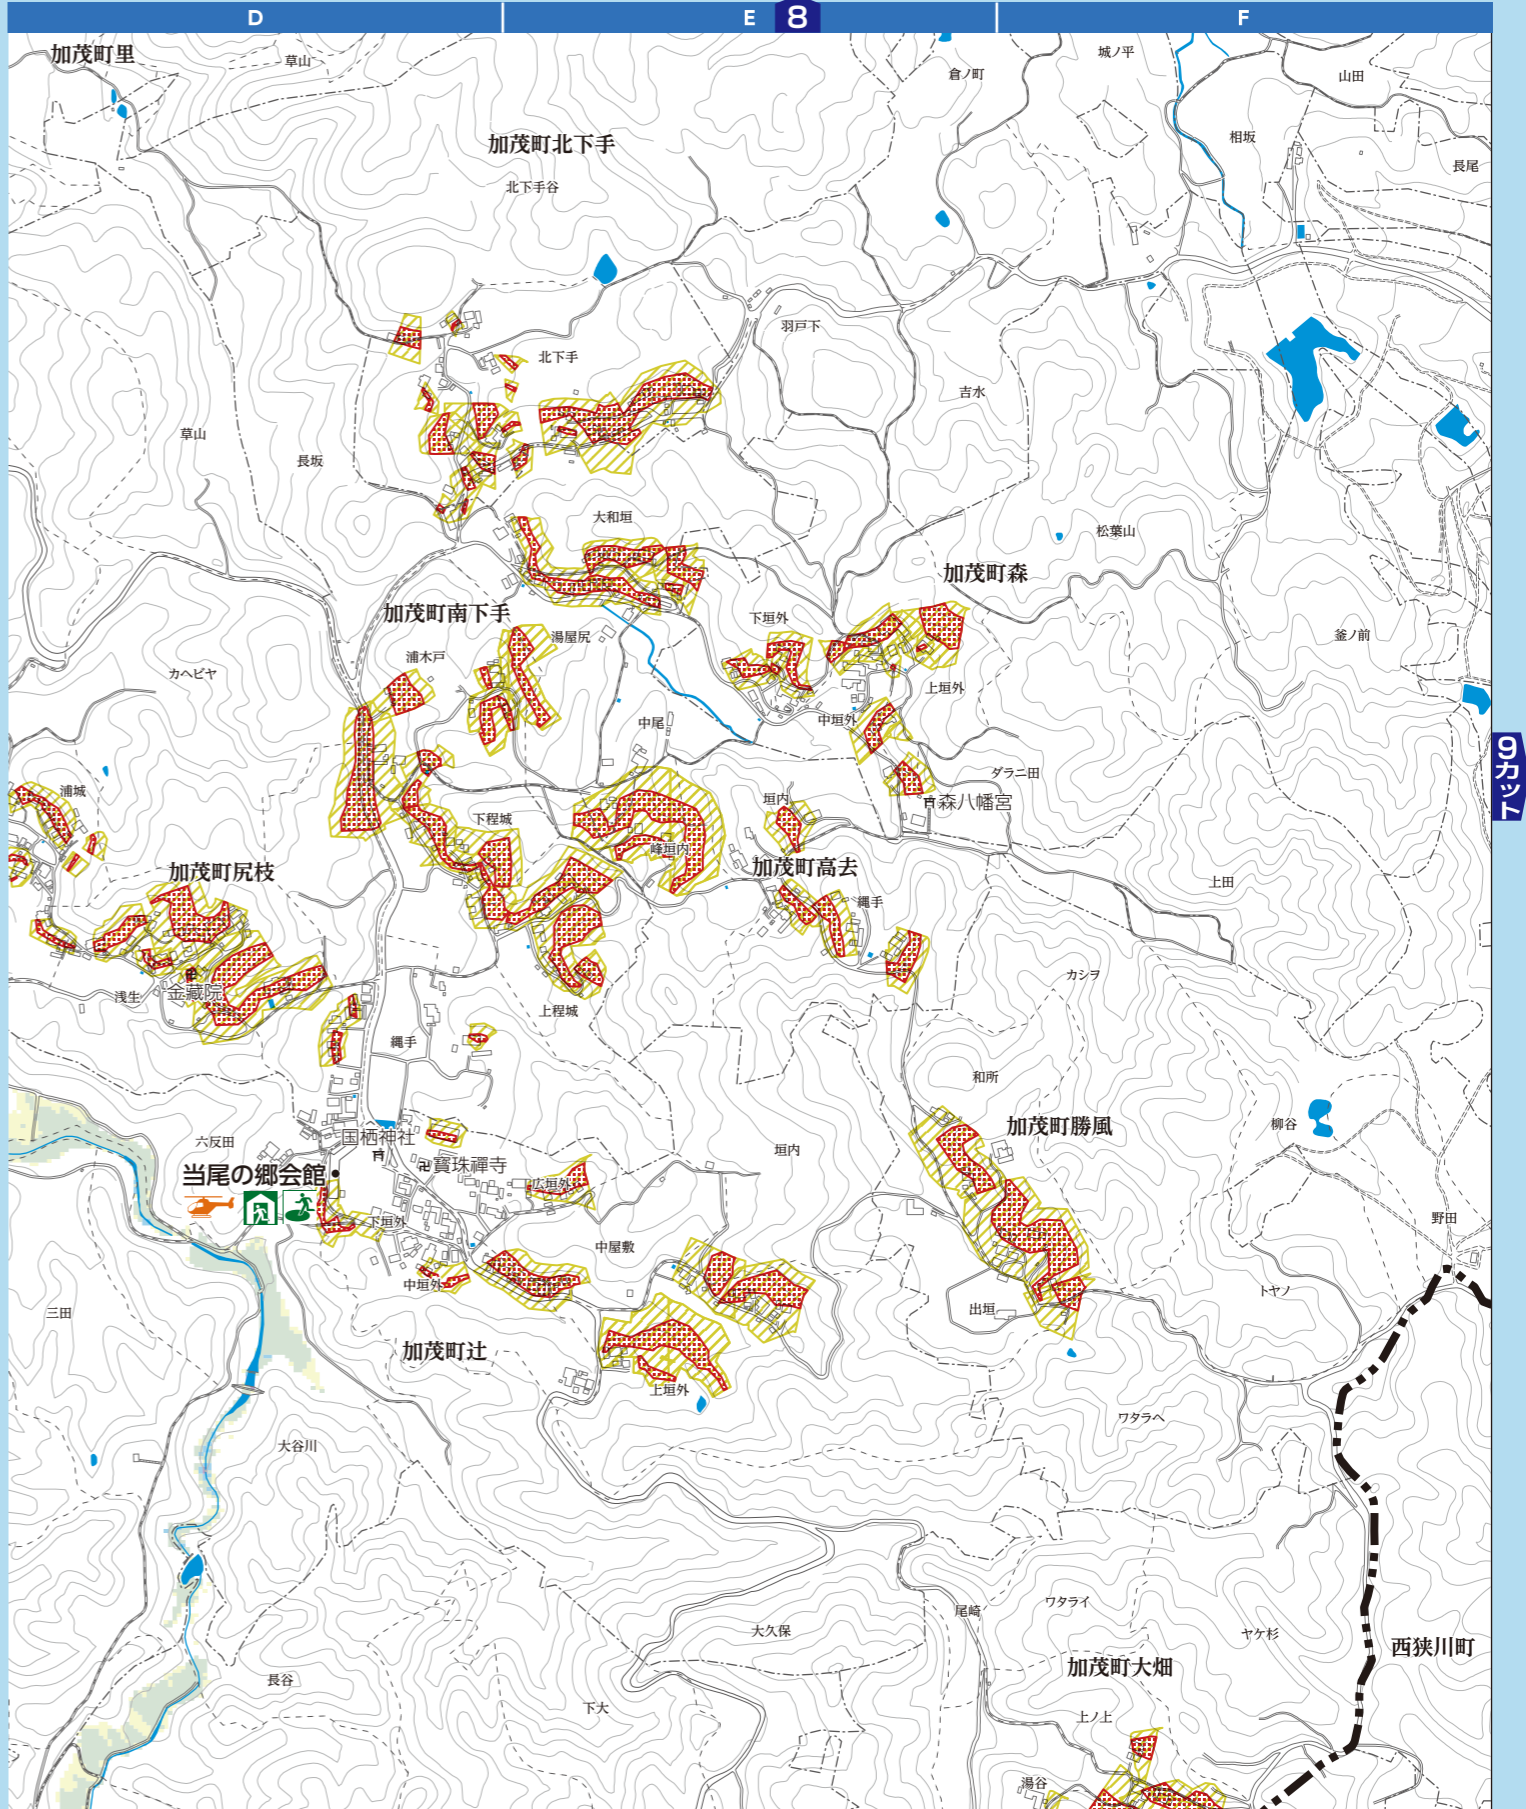 D
E
8
F
加茂町里
草山
倉ノ町
城ノ平
山田
相坂
長尾
加茂町北下手
北下手谷
羽戸下
北下手
吉水
草山
長坂
大和垣
松葉山
加茂町森
加茂町南下手
下垣外
釜ノ前
湯屋尻
浦木戸
カヘビヤ
上垣外
中尾
中垣外
9カット
ダラニ田
浦城
垣内
森八幡宮
下程城
峰垣内
加茂町尻枝
加茂町高去
上田
縄手
カシヲ
金蔵院
浅生
上程城
縄手
和所
加茂町勝風
柳谷
国栖神社
六反田
垣内
寳珠禪寺
当尾の郷会館
広垣外
下垣外
野田
中屋敷
中垣外
トヤノ
三田
出垣
加茂町辻
上垣外
ワタラヘ
大谷川
尾崎
ワタライ
大久保
ヤケ杉
西狭川町
加茂町大畑
長谷
下大
上ノ上
湯谷